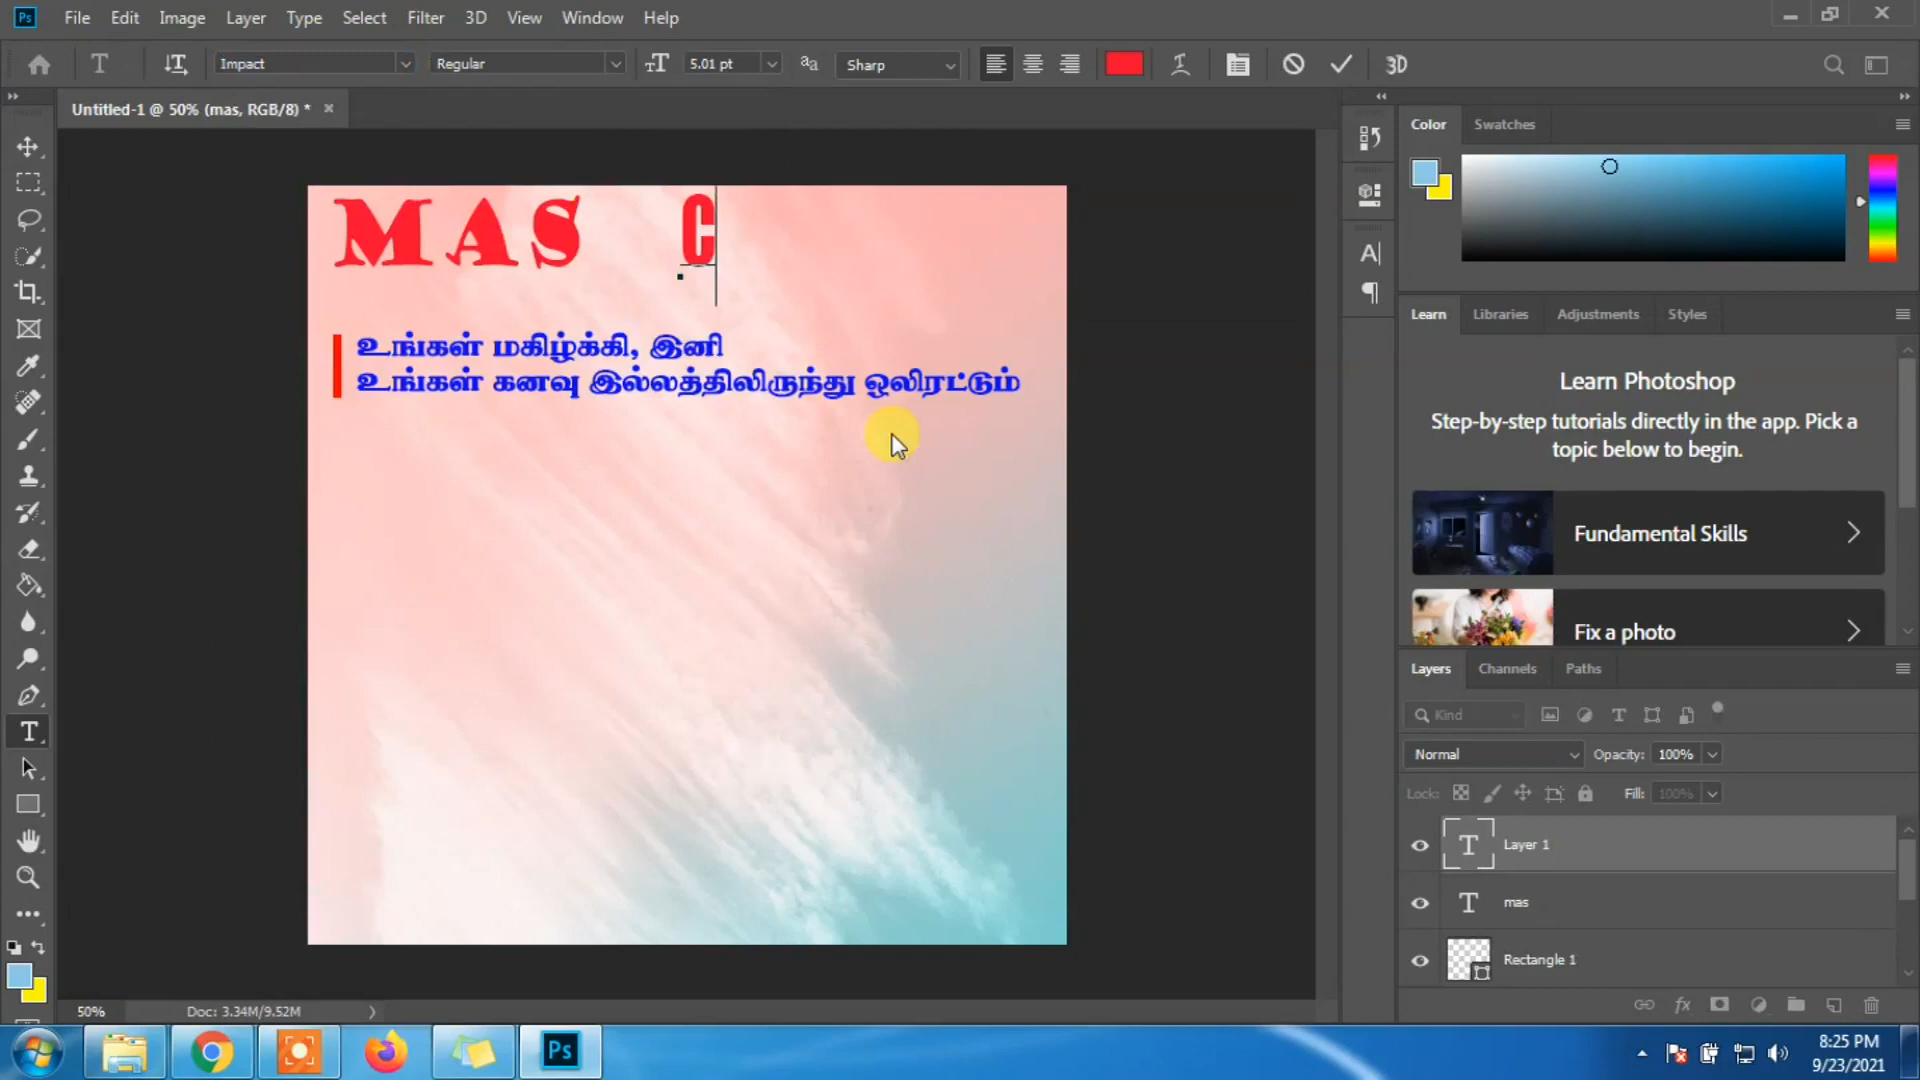 Ps File Edit Image Layer Type Select Filter 3D View Window Help
T Impact Regular 5.01 pt aa Sharp 3D
Untitled-1 @ 50% (mas, RGB/8) * ×
Color Swatches
MAS C
உங்கள் மகிழ்க்கி, இனி
உங்கள் கனவு இல்லத்திலிருந்து ஒலிரட்டும்
Learn Libraries Adjustments Styles
Learn Photoshop
Step-by-step tutorials directly in the app. Pick a
topic below to begin.
Fundamental Skills
Fix a photo
Layers Channels Paths
Kind
Normal Opacity: 100%
Lock: Fill: 100%
T Layer 1
T mas
Rectangle 1
fx
50% Doc: 3.34M/9.52M
Ps
8:25 PM
9/23/2021